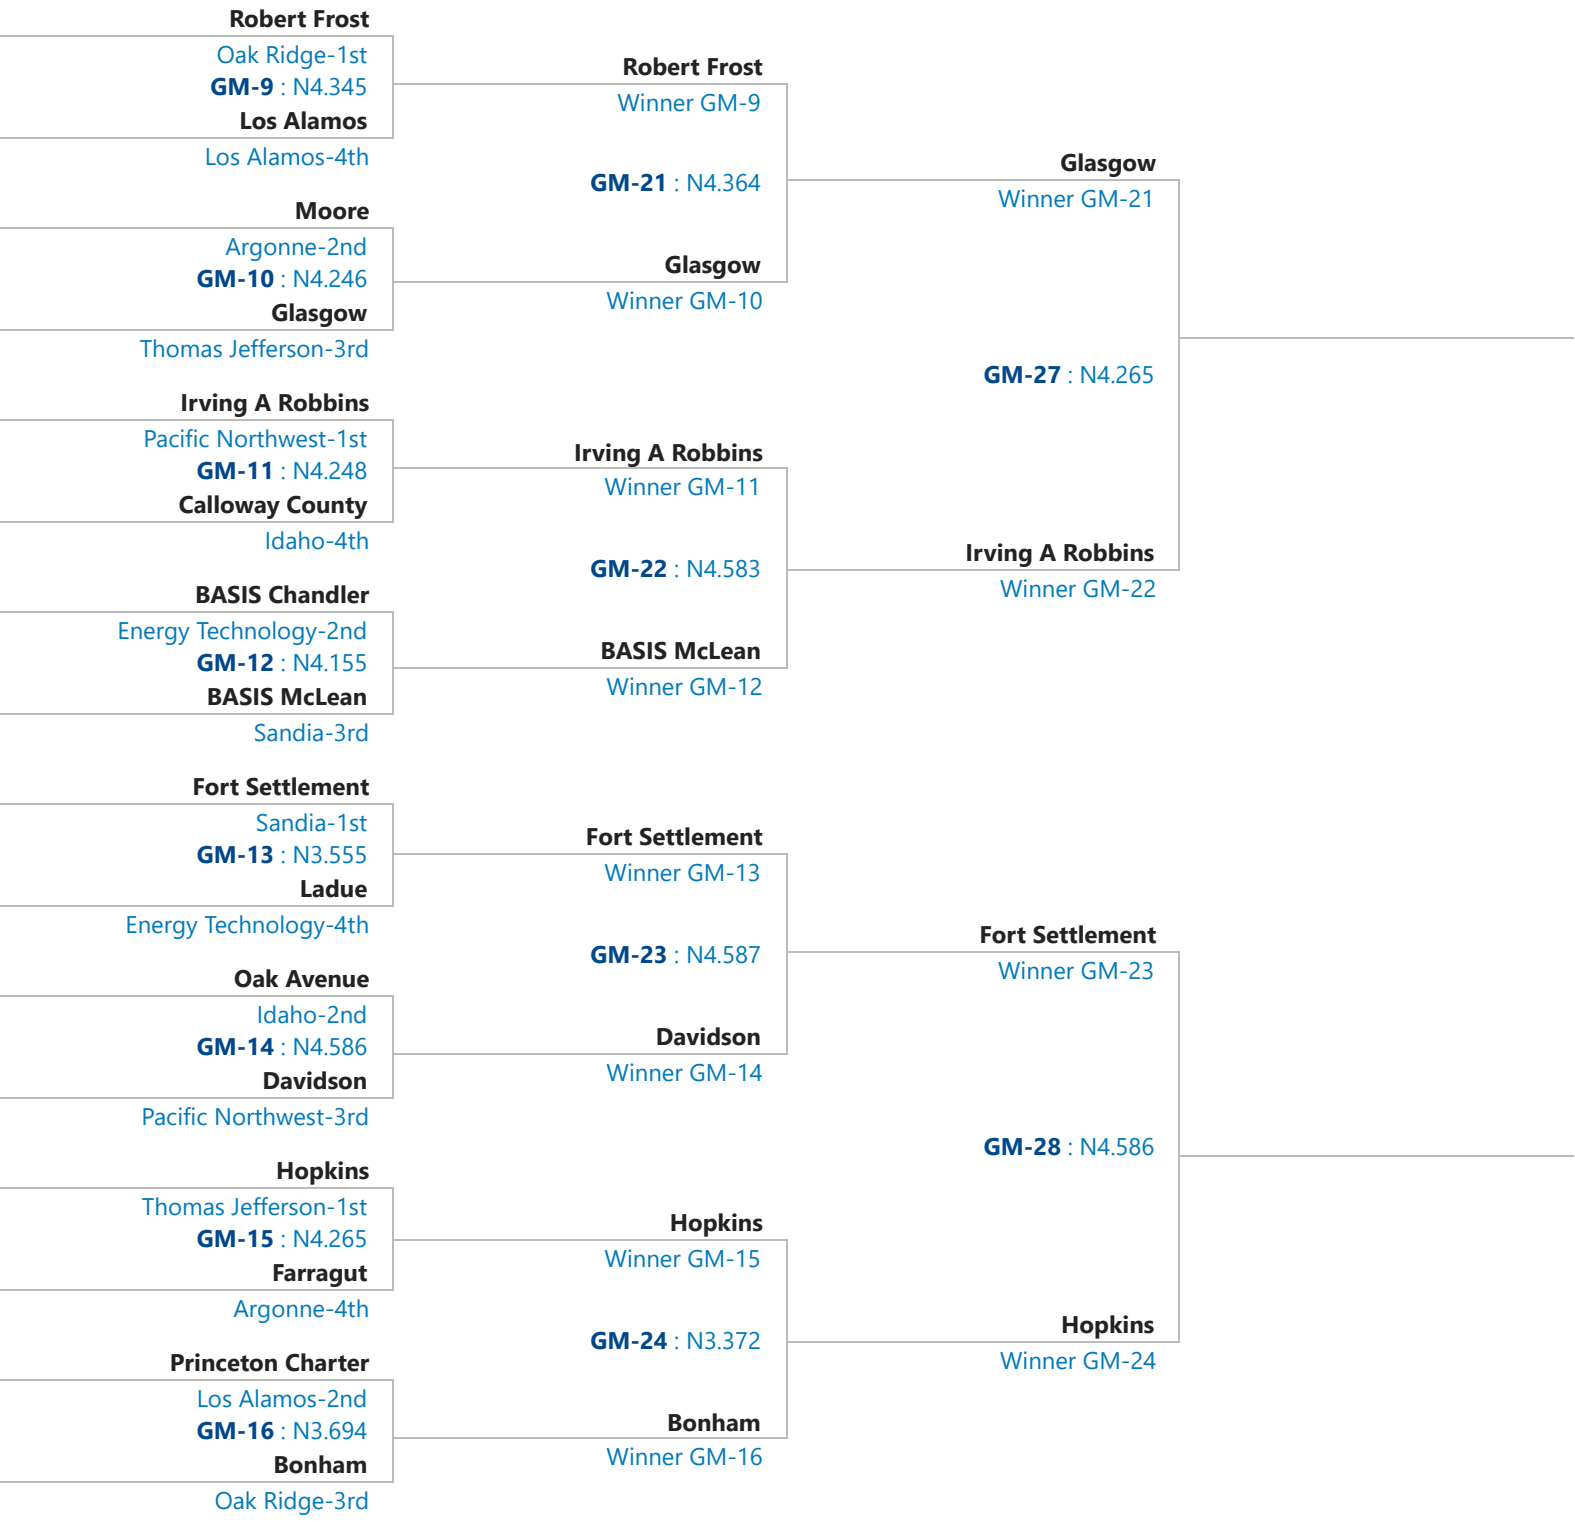 Robert Frost
Oak Ridge-1st
GM-9 : N4.345
Los Alamos
Los Alamos-4th
Moore
Argonne-2nd
GM-10 : N4.246
Glasgow
Thomas Jefferson-3rd
Irving A Robbins
Pacific Northwest-1st
GM-11 : N4.248
Calloway County
Idaho-4th
BASIS Chandler
Energy Technology-2nd
GM-12 : N4.155
BASIS McLean
Sandia-3rd
Fort Settlement
Sandia-1st
GM-13 : N3.555
Ladue
Energy Technology-4th
Oak Avenue
Idaho-2nd
GM-14 : N4.586
Davidson
Pacific Northwest-3rd
Hopkins
Thomas Jefferson-1st
GM-15 : N4.265
Farragut
Argonne-4th
Princeton Charter
Los Alamos-2nd
GM-16 : N3.694
Bonham
Oak Ridge-3rd
Robert Frost
Winner GM-9
GM-21 : N4.364
Glasgow
Winner GM-10
Irving A Robbins
Winner GM-11
GM-22 : N4.583
BASIS McLean
Winner GM-12
Fort Settlement
Winner GM-13
GM-23 : N4.587
Davidson
Winner GM-14
Hopkins
Winner GM-15
GM-24 : N3.372
Bonham
Winner GM-16
Glasgow
Winner GM-21
GM-27 : N4.265
Irving A Robbins
Winner GM-22
Fort Settlement
Winner GM-23
GM-28 : N4.586
Hopkins
Winner GM-24